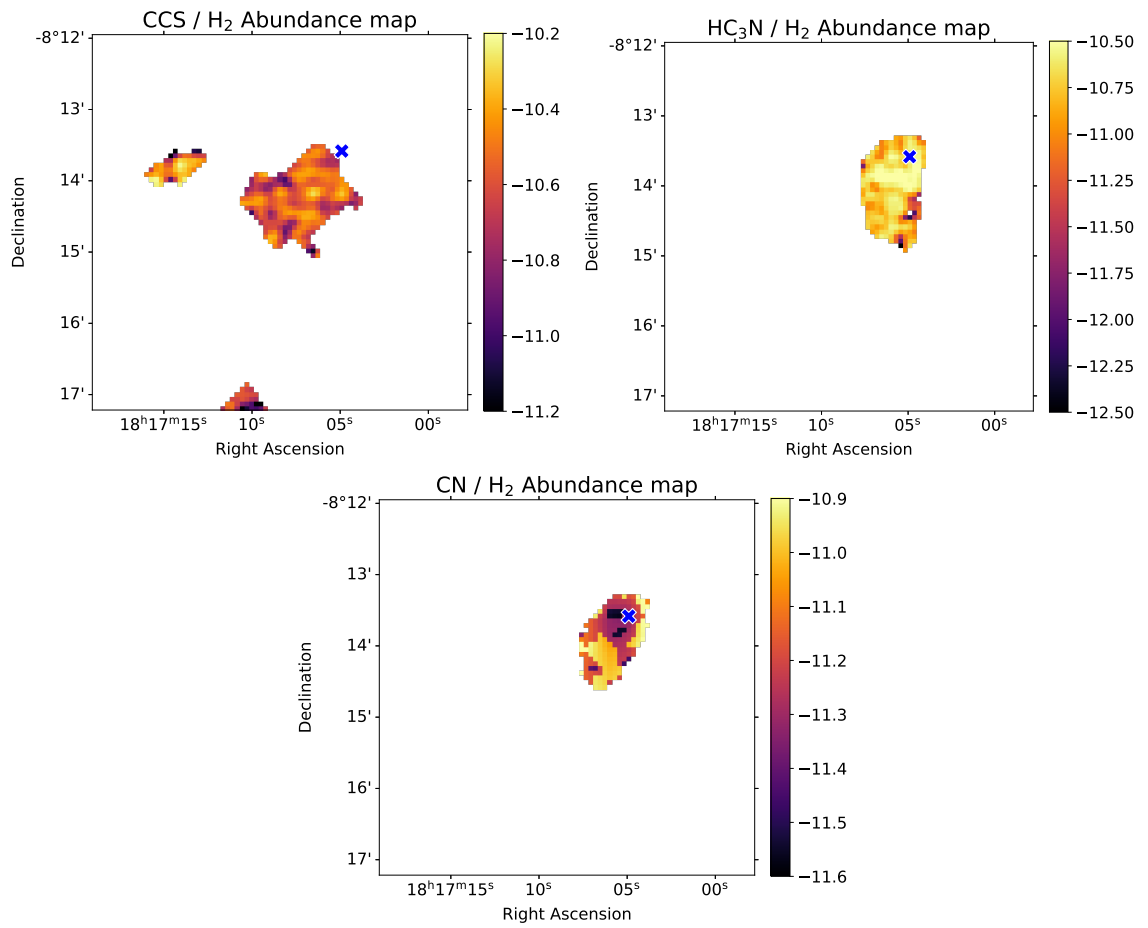 CCS / H₂ Abundance map
-8°12'
13'
14'
15'
16'
17'
Declination
18ʰ17ᵐ15ˢ
10ˢ
05ˢ
00ˢ
Right Ascension
−10.2
−10.4
−10.6
−10.8
−11.0
−11.2
HC₃N / H₂ Abundance map
-8°12'
13'
14'
15'
16'
17'
Declination
18ʰ17ᵐ15ˢ
10ˢ
05ˢ
00ˢ
Right Ascension
−10.50
−10.75
−11.00
−11.25
−11.50
−11.75
−12.00
−12.25
−12.50
CN / H₂ Abundance map
-8°12'
13'
14'
15'
16'
17'
Declination
18ʰ17ᵐ15ˢ
10ˢ
05ˢ
00ˢ
Right Ascension
−10.9
−11.0
−11.1
−11.2
−11.3
−11.4
−11.5
−11.6